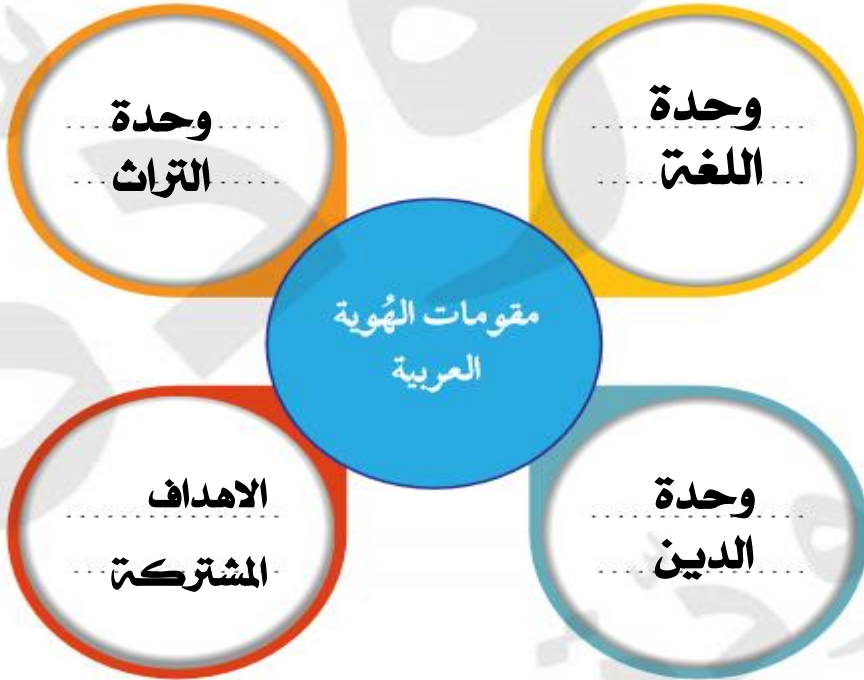 وحدة
اللغة
وحدة
التراث
مقومات الهُوية
العربية
وحدة
الدين
الاهداف
المشتركة